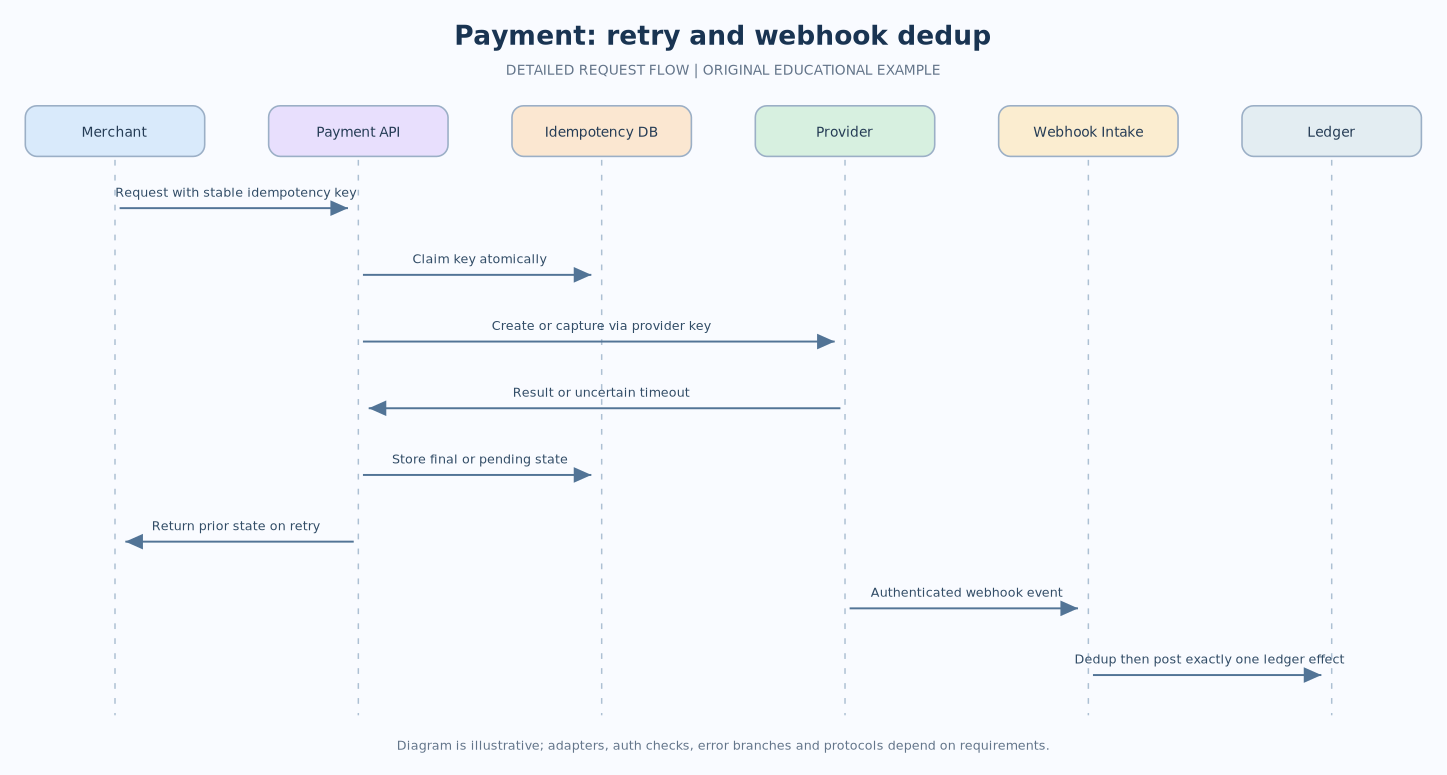 Payment: retry and webhook dedup
DETAILED REQUEST FLOW | ORIGINAL EDUCATIONAL EXAMPLE
Merchant
Payment API
Idempotency DB
Provider
Webhook Intake
Ledger
Request with stable idempotency key
Claim key atomically
Create or capture via provider key
Result or uncertain timeout
Store final or pending state
Return prior state on retry
Authenticated webhook event
Dedup then post exactly one ledger effect
Diagram is illustrative; adapters, auth checks, error branches and protocols depend on requirements.